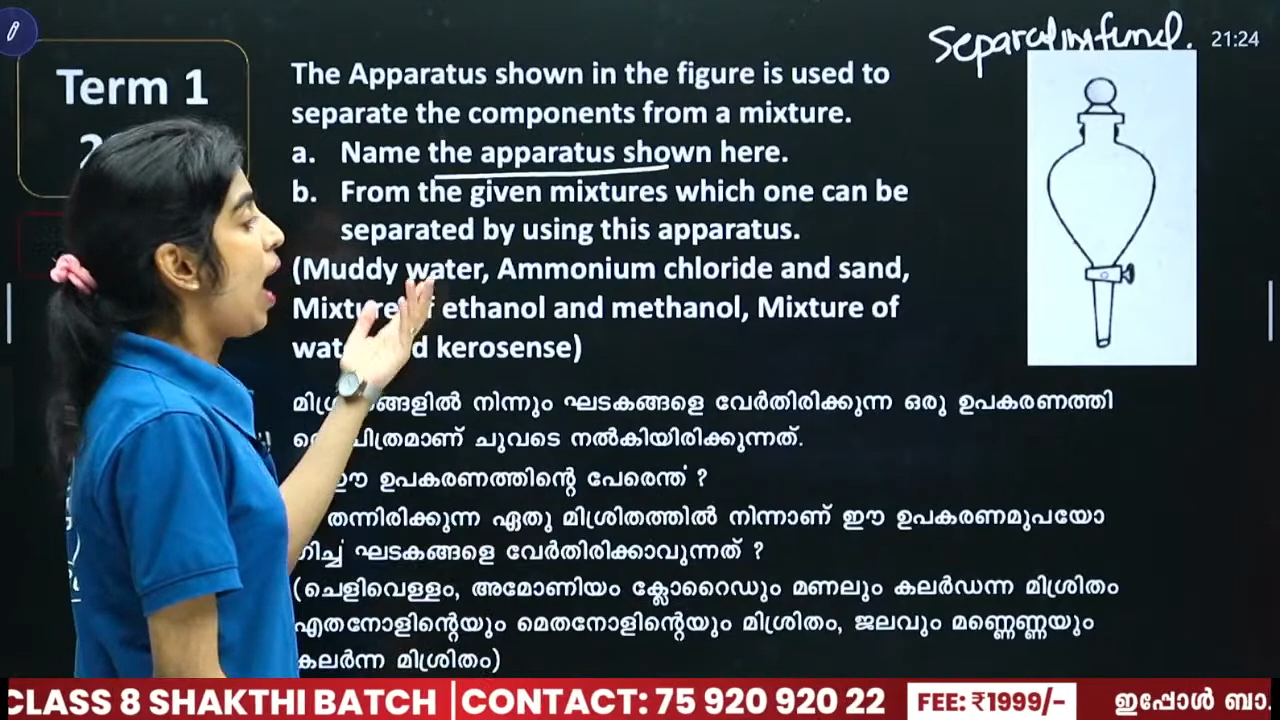 Separating funnel.
21:24
Term 1
The Apparatus shown in the figure is used to
separate the components from a mixture.
a. Name the apparatus shown here.
b. From the given mixtures which one can be
separated by using this apparatus.
(Muddy water, Ammonium chloride and sand,
Mixture ethanol and methanol, Mixture of
kerosense)
നിന്നും ഘടകങ്ങളെ വേർതിരിക്കുന്ന ഒരു ഉപകരണത്തി
ചിത്രമാണ് ചുവടെ നൽകിയിരിക്കുന്നത്.
ഈ ഉപകരണത്തിന്റെ പേരെന്ത് ?
തന്നിരിക്കുന്ന ഏതു മിശ്രിതത്തിൽ നിന്നാണ് ഈ ഉപകരണമുപയോ
ഗിച്ച് ഘടകങ്ങളെ വേർതിരിക്കാവുന്നത് ?
(ചെളിവെള്ളം, അമോണിയം ക്ലോറൈഡും മണലും കലർഡന്ന മിശ്രിതം
എതനോളിന്റെയും മെതനോളിന്റെയും മിശ്രിതം, ജലവും മണ്ണെണ്ണയും
കലർന്ന മിശ്രിതം)
CLASS 8 SHAKTHI BATCH | CONTACT: 75 920 920 22 FEE: ₹1999/- ഇപ്പോൾ